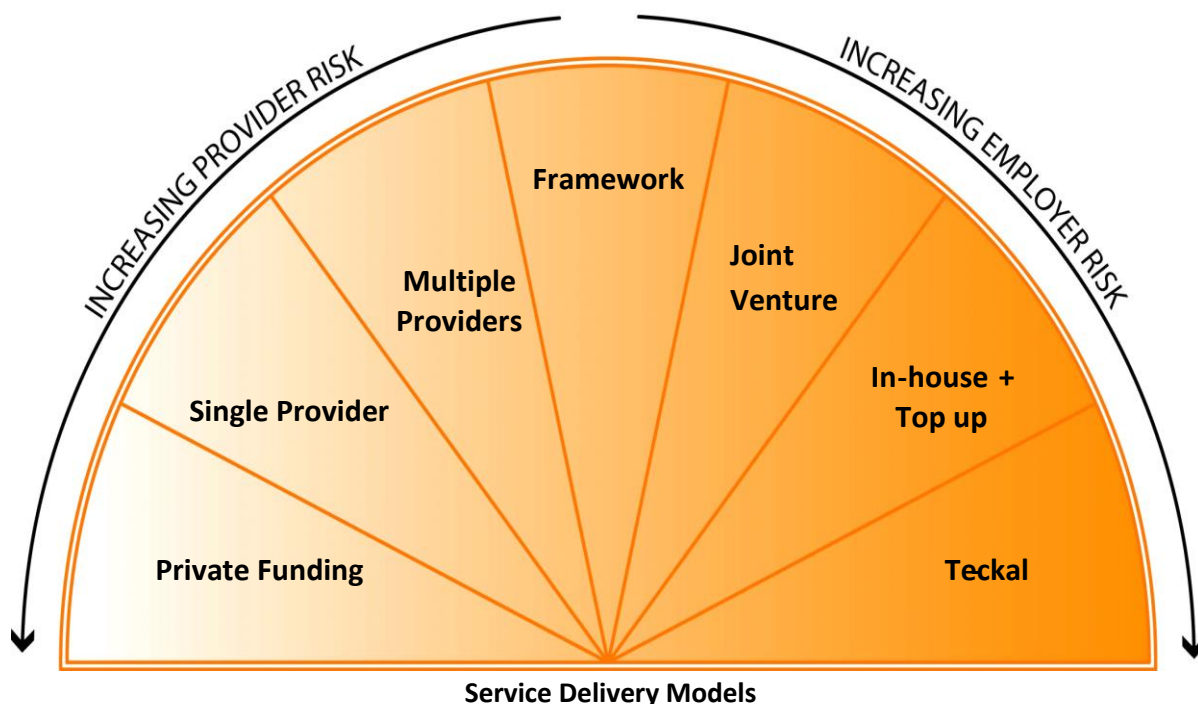 INCREASING PROVIDER RISK
INCREASING EMPLOYER RISK
Framework
Joint
Venture
Multiple
Providers
In-house +
Top up
Single Provider
Private Funding
Teckal
Service Delivery Models